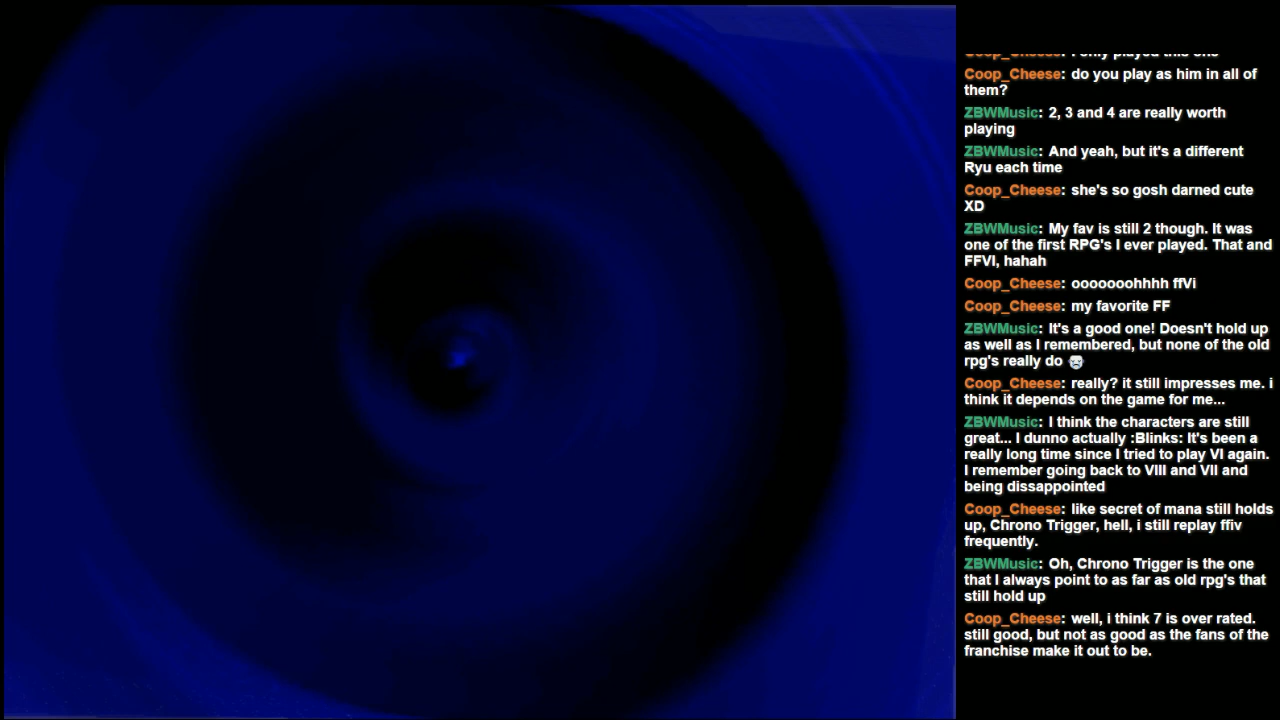 Coop_Cheese: i only played this one
Coop_Cheese: do you play as him in all of
them?
ZBWMusic: 2, 3 and 4 are really worth
playing
ZBWMusic: And yeah, but it's a different
Ryu each time
Coop_Cheese: she's so gosh darned cute
XD
ZBWMusic: My fav is still 2 though. It was
one of the first RPG's I ever played. That and
FFVI, hahah
Coop_Cheese: ooooooohhhh ffVi
Coop_Cheese: my favorite FF
ZBWMusic: It's a good one! Doesn't hold up
as well as I remembered, but none of the old
rpg's really do
Coop_Cheese: really? it still impresses me. i
think it depends on the game for me...
ZBWMusic: I think the characters are still
great... I dunno actually :Blinks: It's been a
really long time since I tried to play VI again.
I remember going back to VIII and VII and
being dissappointed
Coop_Cheese: like secret of mana still holds
up, Chrono Trigger, hell, i still replay ffiv
frequently.
ZBWMusic: Oh, Chrono Trigger is the one
that I always point to as far as old rpg's that
still hold up
Coop_Cheese: well, i think 7 is over rated.
still good, but not as good as the fans of the
franchise make it out to be.